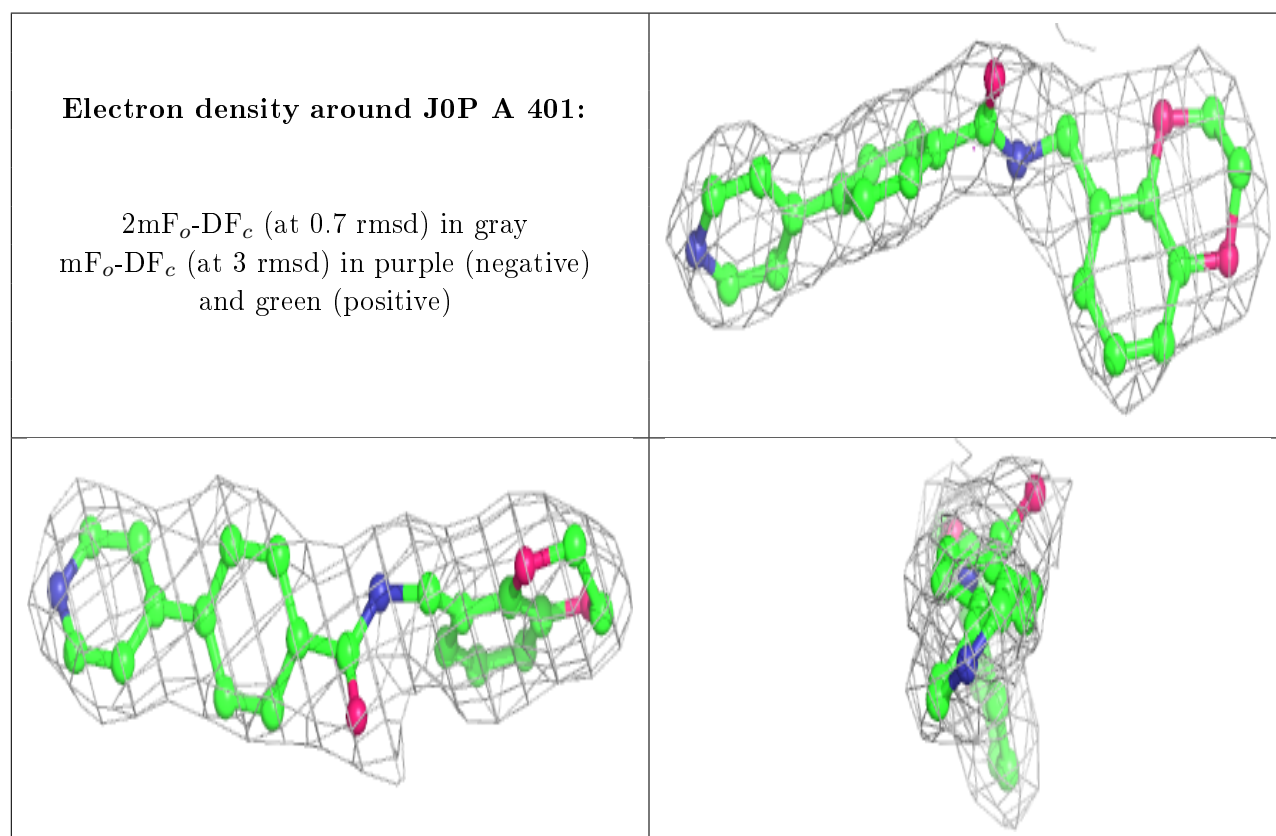 Electron density around J0P A 401:
2mFo-DFc (at 0.7 rmsd) in gray
mFo-DFc (at 3 rmsd) in purple (negative)
and green (positive)